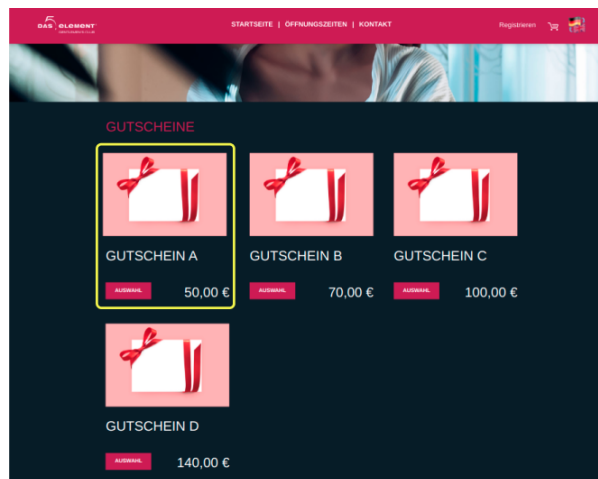 DAS ELEMENT
STARTSEITE | ÖFFNUNGSZEITEN | KONTAKT
Registrieren
GUTSCHEINE
GUTSCHEIN A
AUSWAHL
50,00 €
GUTSCHEIN B
AUSWAHL
70,00 €
GUTSCHEIN C
AUSWAHL
100,00 €
GUTSCHEIN D
AUSWAHL
140,00 €